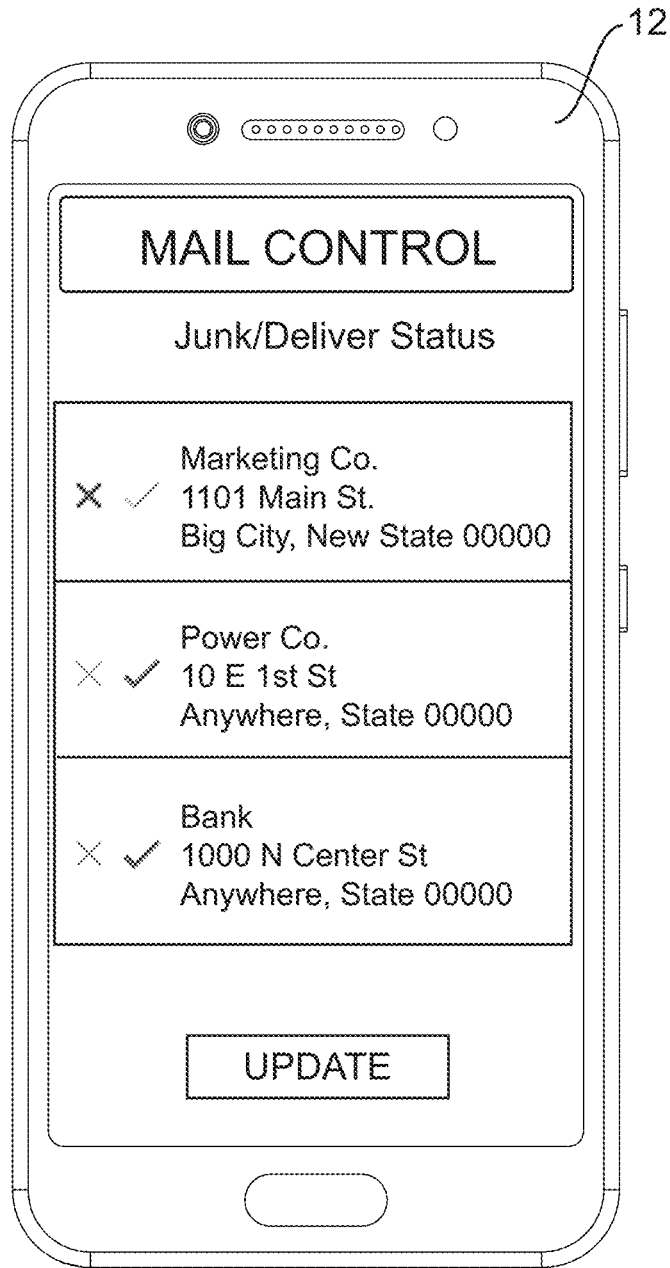 12
MAIL CONTROL
Junk/Deliver Status
Marketing Co.
1101 Main St.
Big City, New State 00000
Power Co.
10 E 1st St
Anywhere, State 00000
Bank
1000 N Center St
Anywhere, State 00000
UPDATE